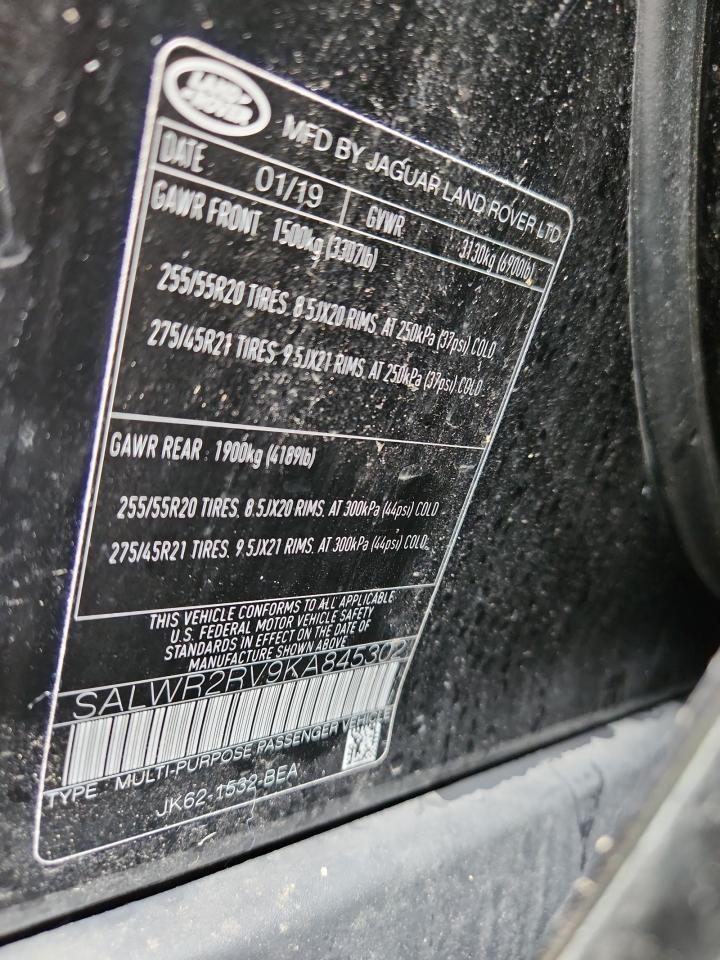 LAND ROVER
MFD BY JAGUAR LAND ROVER LTD
DATE 01/19 GVWR 3130kg (6900lb)
GAWR FRONT 1500kg (3307lb)
255/55R20 TIRES. 8.5JX20 RIMS. AT 250kPa (37psi) COLD
275/45R21 TIRES. 9.5JX21 RIMS. AT 250kPa (37psi) COLD
GAWR REAR 1900kg (4189lb)
255/55R20 TIRES. 8.5JX20 RIMS. AT 300kPa (44psi) COLD
275/45R21 TIRES. 9.5JX21 RIMS. AT 300kPa (44psi) COLD
THIS VEHICLE CONFORMS TO ALL APPLICABLE
U.S. FEDERAL MOTOR VEHICLE SAFETY
STANDARDS IN EFFECT ON THE DATE OF
MANUFACTURE SHOWN ABOVE
SALWR2RV9KA845302
TYPE MULTI-PURPOSE PASSENGER VEHICLE
JK62-1532-BEA